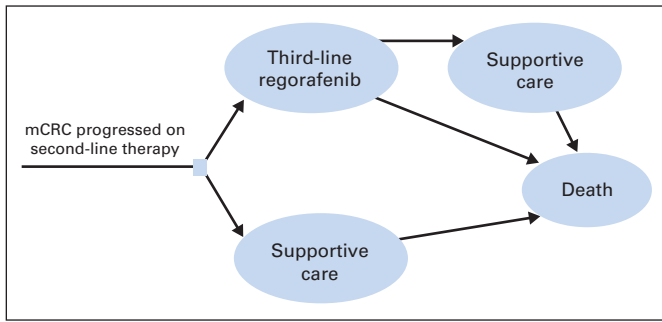 mCRC progressed on
second-line therapy
Third-line
regorafenib
Supportive
care
Supportive
care
Death